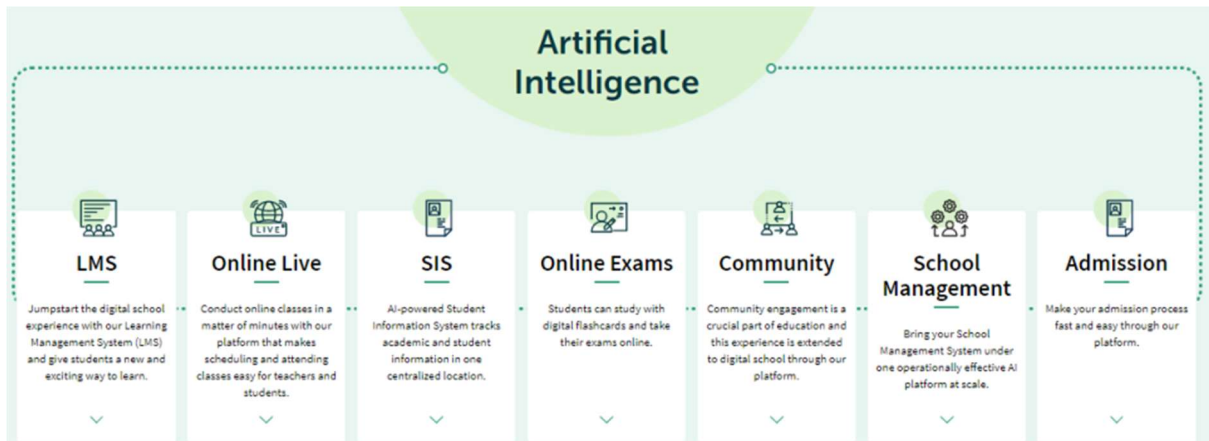 Artificial
Intelligence
LIVE
LMS
Jumpstart the digital school
experience with our Learning
Management System (LMS)
and give students a new and
exciting way to learn.
Online Live
Conduct online classes in a
matter of minutes with our
platform that makes
scheduling and attending
classes easy for teachers and
students.
SIS
AI-powered Student
Information System tracks
academic and student
information in one
centralized location.
Online Exams
Students can study with
digital flashcards and take
their exams online.
Community
Community engagement is a
crucial part of education and
this experience is extended
to digital school through our
platform.
School
Management
Bring your School
Management System under
one operationally effective AI
platform at scale.
Admission
Make your admission process
fast and easy through our
platform.